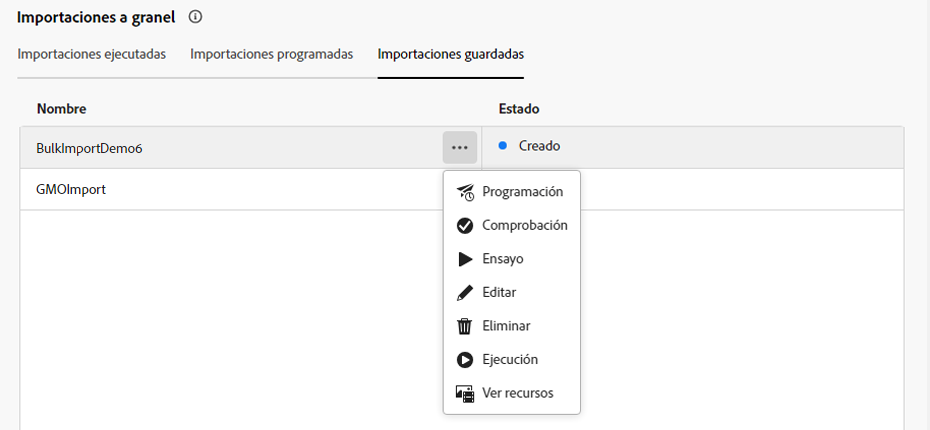 Importaciones a granel
Importaciones ejecutadas Importaciones programadas Importaciones guardadas
Nombre Estado
BulkImportDemo6 Creado
GMOImport
Programación
Comprobación
Ensayo
Editar
Eliminar
Ejecución
Ver recursos